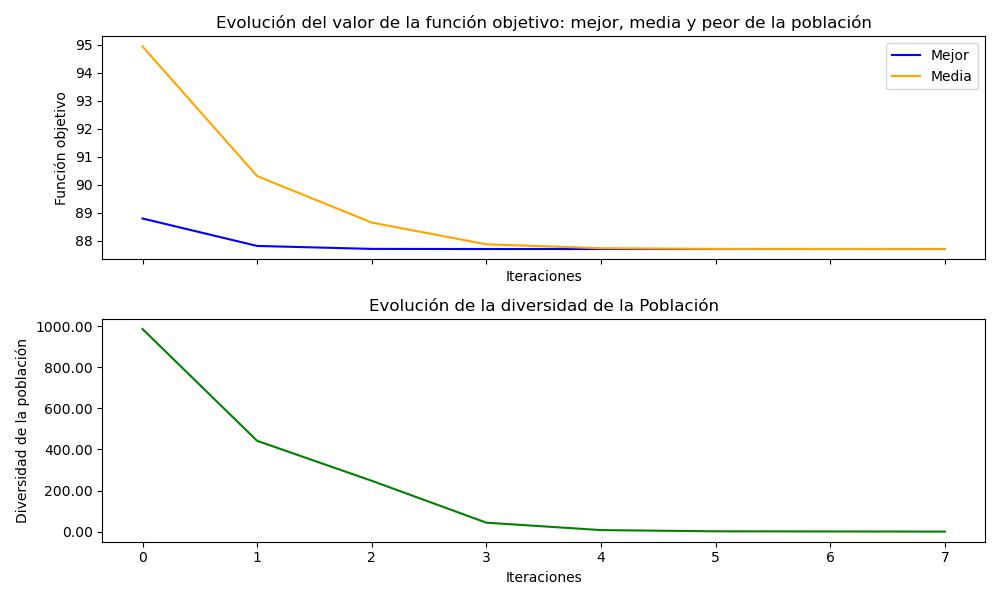 Evolución del valor de la función objetivo: mejor, media y peor de la población
95
94
93
92
91
90
89
88
Función objetivo
Mejor
Media
Iteraciones
Evolución de la diversidad de la Población
1000.00
800.00
600.00
400.00
200.00
0.00
Diversidad de la población
0 1 2 3 4 5 6 7
Iteraciones